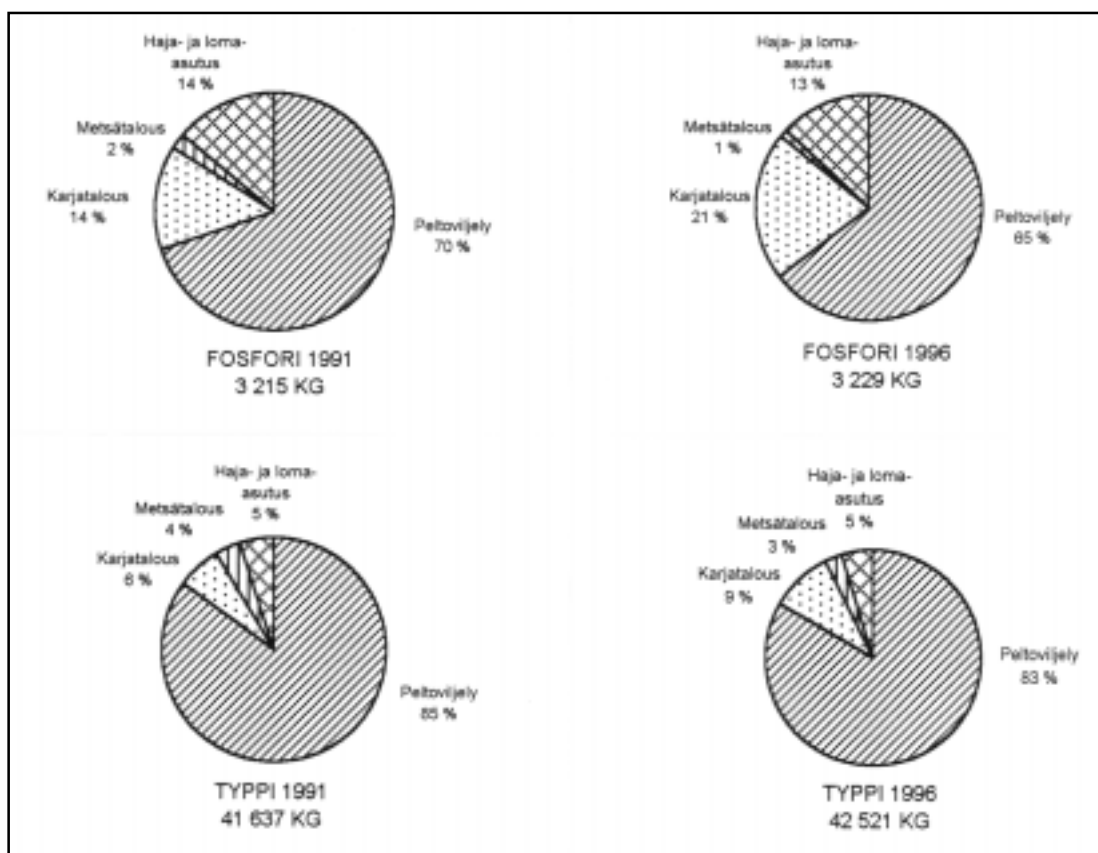 Haja- ja loma-
asutus
14 %
Metsätalous
2 %
Karjatalous
14 %
Peltoviljely
70 %
FOSFORI 1991
3 215 KG
Haja- ja loma-
asutus
13 %
Metsätalous
1 %
Karjatalous
21 %
Peltoviljely
65 %
FOSFORI 1996
3 229 KG
Haja- ja loma-
asutus
5 %
Metsätalous
4 %
Karjatalous
6 %
Peltoviljely
85 %
TYPPI 1991
41 637 KG
Haja- ja loma-
asutus
5 %
Metsätalous
3 %
Karjatalous
9 %
Peltoviljely
83 %
TYPPI 1996
42 521 KG